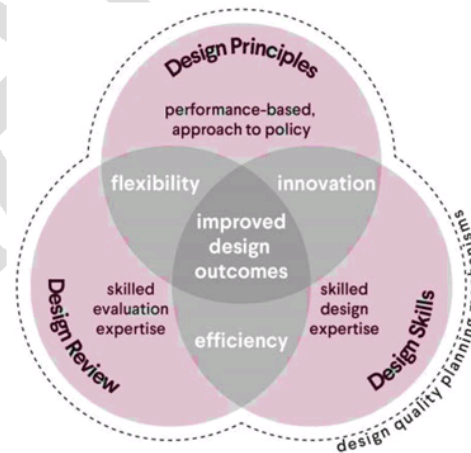 Design Principles
performance-based,
approach to policy
flexibility
innovation
improved
design
outcomes
Design Review
skilled
evaluation
expertise
skilled
design
expertise
Design Skills
efficiency
design quality planning